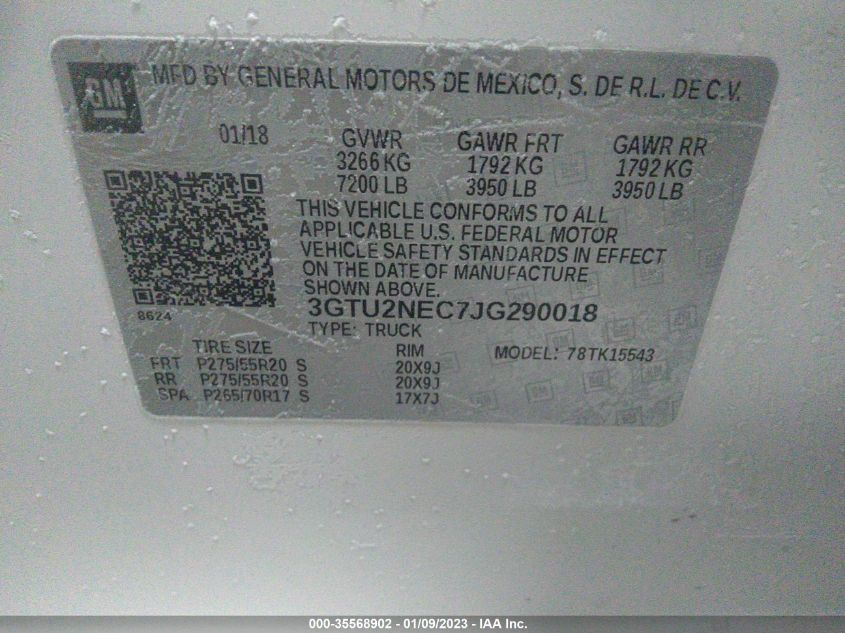 GM MFD BY GENERAL MOTORS DE MEXICO, S. DE R.L. DE C.V.
01/18 GVWR GAWR FRT GAWR RR
3266 KG 1792 KG 1792 KG
7200 LB 3950 LB 3950 LB
THIS VEHICLE CONFORMS TO ALL
APPLICABLE U.S. FEDERAL MOTOR
VEHICLE SAFETY STANDARDS IN EFFECT
ON THE DATE OF MANUFACTURE
SHOWN ABOVE.
8624 3GTU2NEC7JG290018
TYPE: TRUCK
TIRE SIZE RIM MODEL: 78TK15543
FRT P275/55R20 S 20X9J
RR P275/55R20 S 20X9J
SPA P265/70R17 S 17X7J
000-35568902 - 01/09/2023 - IAA Inc.